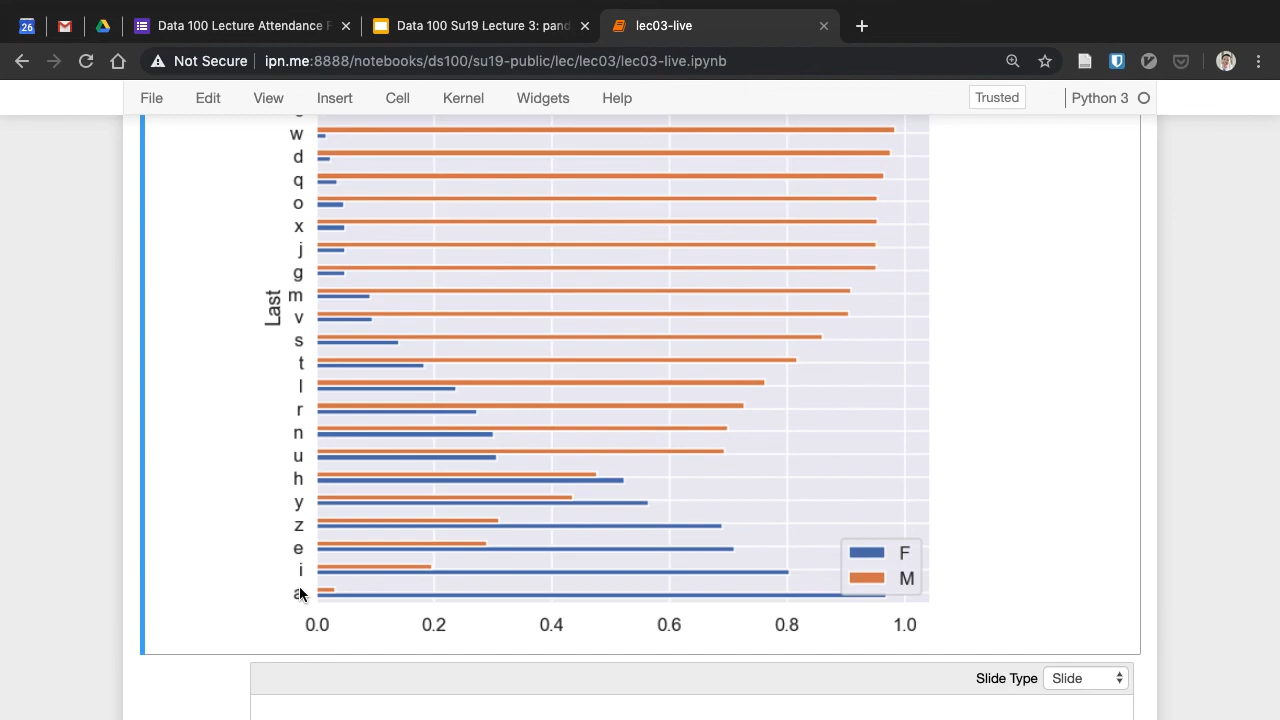 26 Data 100 Lecture Attendance F Data 100 Su19 Lecture 3: pand lec03-live
Not Secure ipn.me:8888/notebooks/ds100/su19-public/lec/lec03/lec03-live.ipynb
File Edit View Insert Cell Kernel Widgets Help Trusted Python 3
w
d
q
o
x
j
g
Last
m
v
s
t
l
r
n
u
h
y
z
e
i
a
F
M
0.0 0.2 0.4 0.6 0.8 1.0
Slide Type Slide